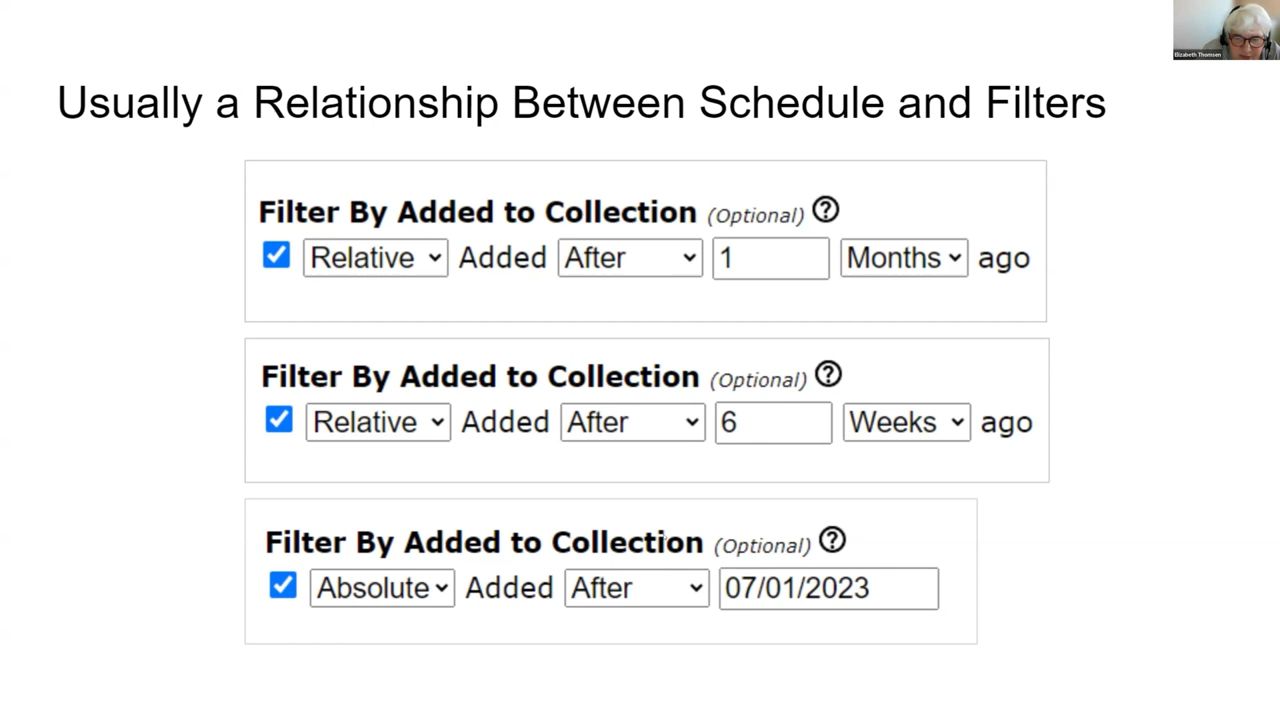 Elizabeth Thomsen
Usually a Relationship Between Schedule and Filters
Filter By Added to Collection (Optional) ?
Relative Added After 1 Months ago
Filter By Added to Collection (Optional) ?
Relative Added After 6 Weeks ago
Filter By Added to Collection (Optional) ?
Absolute Added After 07/01/2023